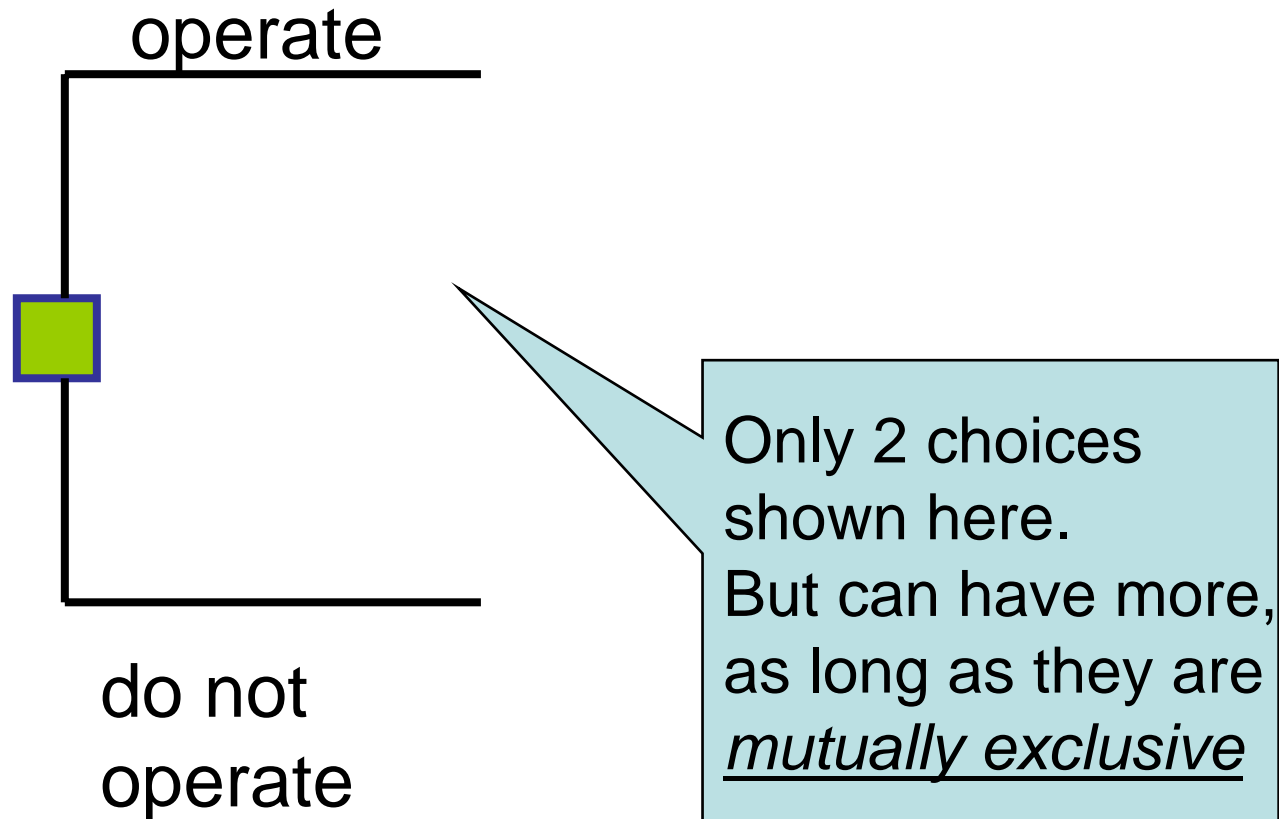 operate
Only 2 choices
shown here.
But can have more,
as long as they are
mutually exclusive
do not
operate